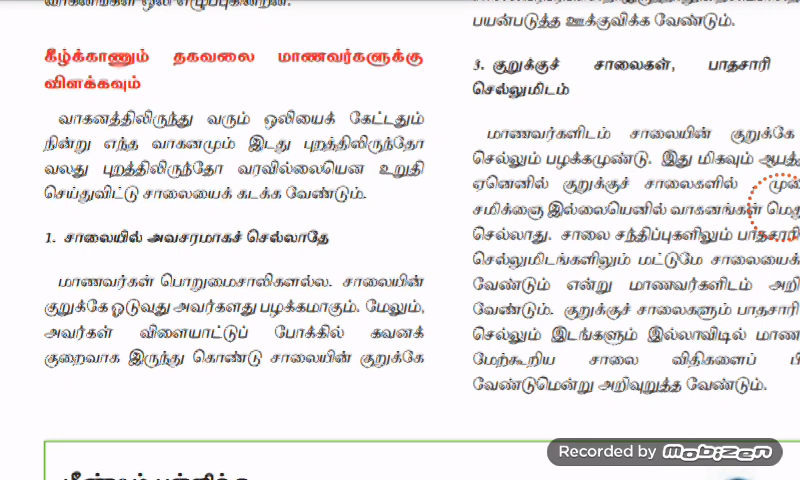 கீழ்க்காணும் தகவலை மாணவர்களுக்கு
விளக்கவும்
வாகனத்திலிருந்து வரும் ஒலியைக் கேட்டதும்
நின்று எந்த வாகனமும் இடது புறத்திலிருந்தோ
வலது புறத்திலிருந்தோ வரவில்லையென உறுதி
செய்துவிட்டு சாலையைக் கடக்க வேண்டும்.
1. சாலையில் அவசரமாகச் செல்லாதே
மாணவர்கள் பொறுமைசாலிகளல்ல. சாலையின்
குறுக்கே ஓடுவது அவர்களது பழக்கமாகும். மேலும்,
அவர்கள் விளையாட்டுப் போக்கில் கவனக்
குறைவாக இருந்து கொண்டு சாலையின் குறுக்கே
பயன்படுத்த ஊக்குவிக்க வேண்டும்.
3. குறுக்குச் சாலைகள், பாதசாரி
செல்லுமிடம்
மாணவர்களிடம் சாலையின் குறுக்கே
செல்லும் பழக்கமுண்டு. இது மிகவும்
ஏனெனில் குறுக்குச் சாலைகளில்
சமிக்ஞை இல்லையெனில் வாகனங்கள்
செல்லாது. சாலை சந்திப்புகளிலும்
செல்லுமிடங்களிலும் மட்டுமே சாலையைக்
வேண்டும் என்று மாணவர்களிடம்
வேண்டும். குறுக்குச் சாலைகளும் பாதசாரி
செல்லும் இடங்களும் இல்லாவிடில்
மேற்கூறிய சாலை விதிகளைப்
வேண்டுமென்று அறிவுறுத்த வேண்டும்.
Recorded by Mobizen